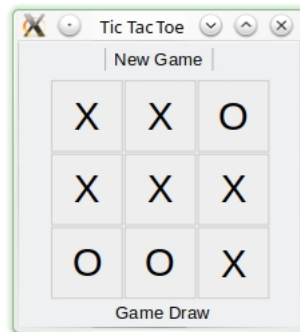 Tic Tac Toe
New Game
X X O
X X X
O O X
Game Draw